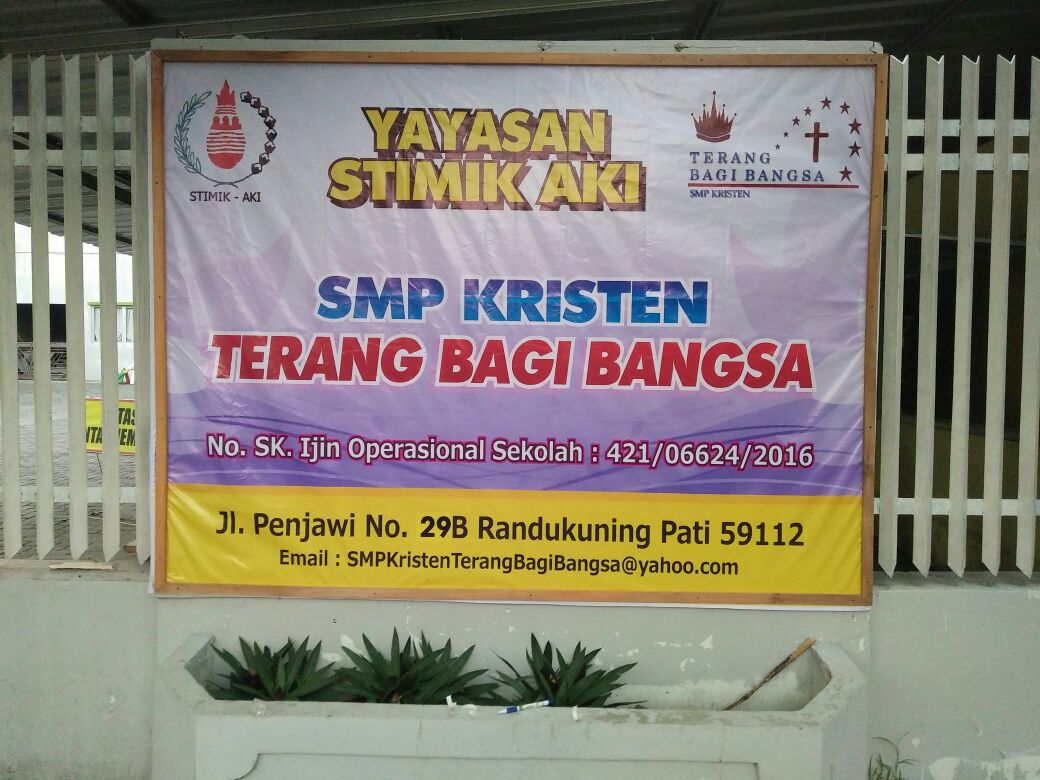 YAYASAN
STIMIK AKI
STIMIK - AKI
TERANG
BAGI BANGSA
SMP KRISTEN
SMP KRISTEN
TERANG BAGI BANGSA
No. SK. Ijin Operasional Sekolah : 421/06624/2016
Jl. Penjawi No. 29B Randukuning Pati 59112
Email : SMPKristenTerangBagiBangsa@yahoo.com